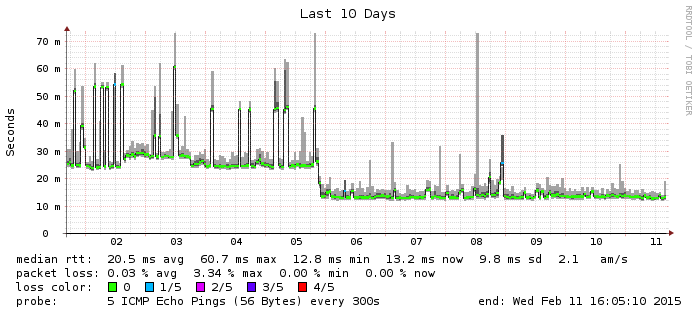 Last 10 Days
RRDTOOL / TOBI OETIKER
Seconds
70 m
60 m
50 m
40 m
30 m
20 m
10 m
0
02 03 04 05 06 07 08 09 10 11
median rtt: 20.5 ms avg 60.7 ms max 12.8 ms min 13.2 ms now 9.8 ms sd 2.1 am/s
packet loss: 0.03 % avg 3.34 % max 0.00 % min 0.00 % now
loss color: 0 1/5 2/5 3/5 4/5
probe: 5 ICMP Echo Pings (56 Bytes) every 300s end: Wed Feb 11 16:05:10 2015